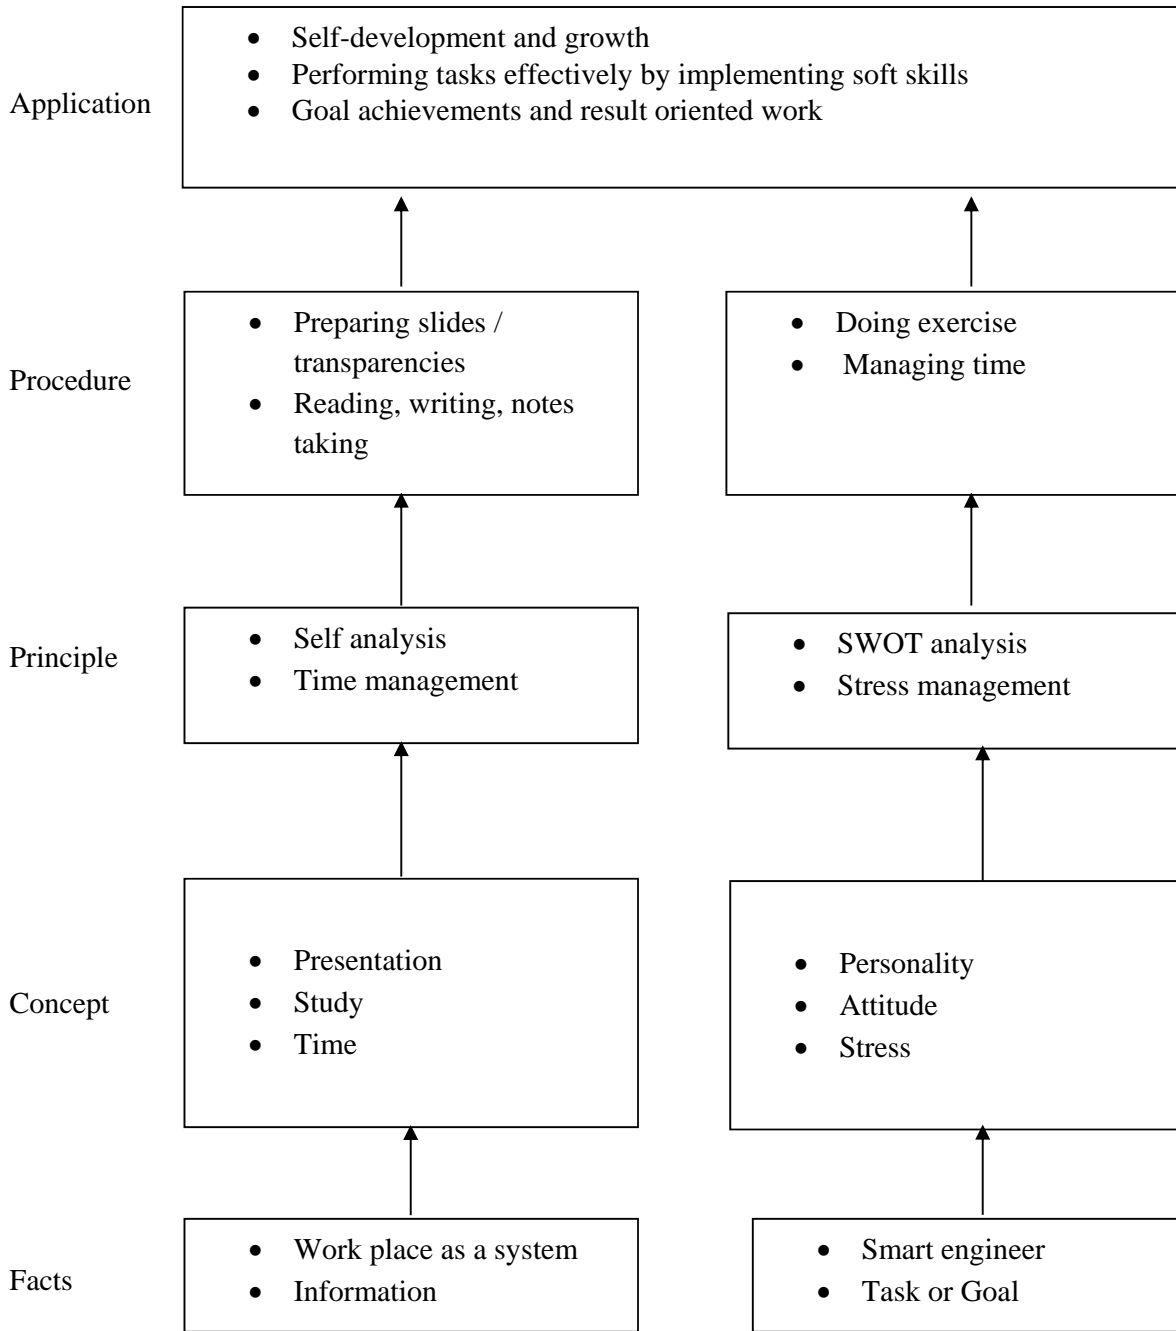 Application
• Self-development and growth
• Performing tasks effectively by implementing soft skills
• Goal achievements and result oriented work
Procedure
• Preparing slides /
transparencies
• Reading, writing, notes
taking
• Doing exercise
• Managing time
Principle
• Self analysis
• Time management
• SWOT analysis
• Stress management
Concept
• Presentation
• Study
• Time
• Personality
• Attitude
• Stress
Facts
• Work place as a system
• Information
• Smart engineer
• Task or Goal